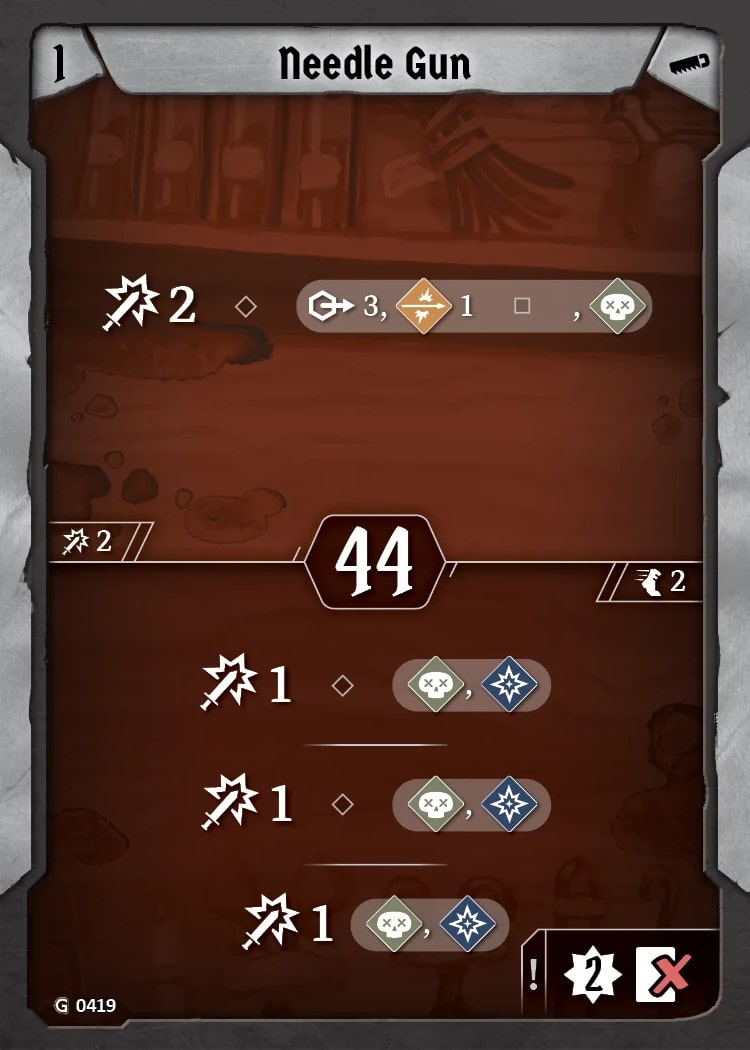 1 Needle Gun
2 ◇ 3, 1 □ ,
2
44
2
1 ◇ ,
1 ◇ ,
1 ,
! 2
G 0419